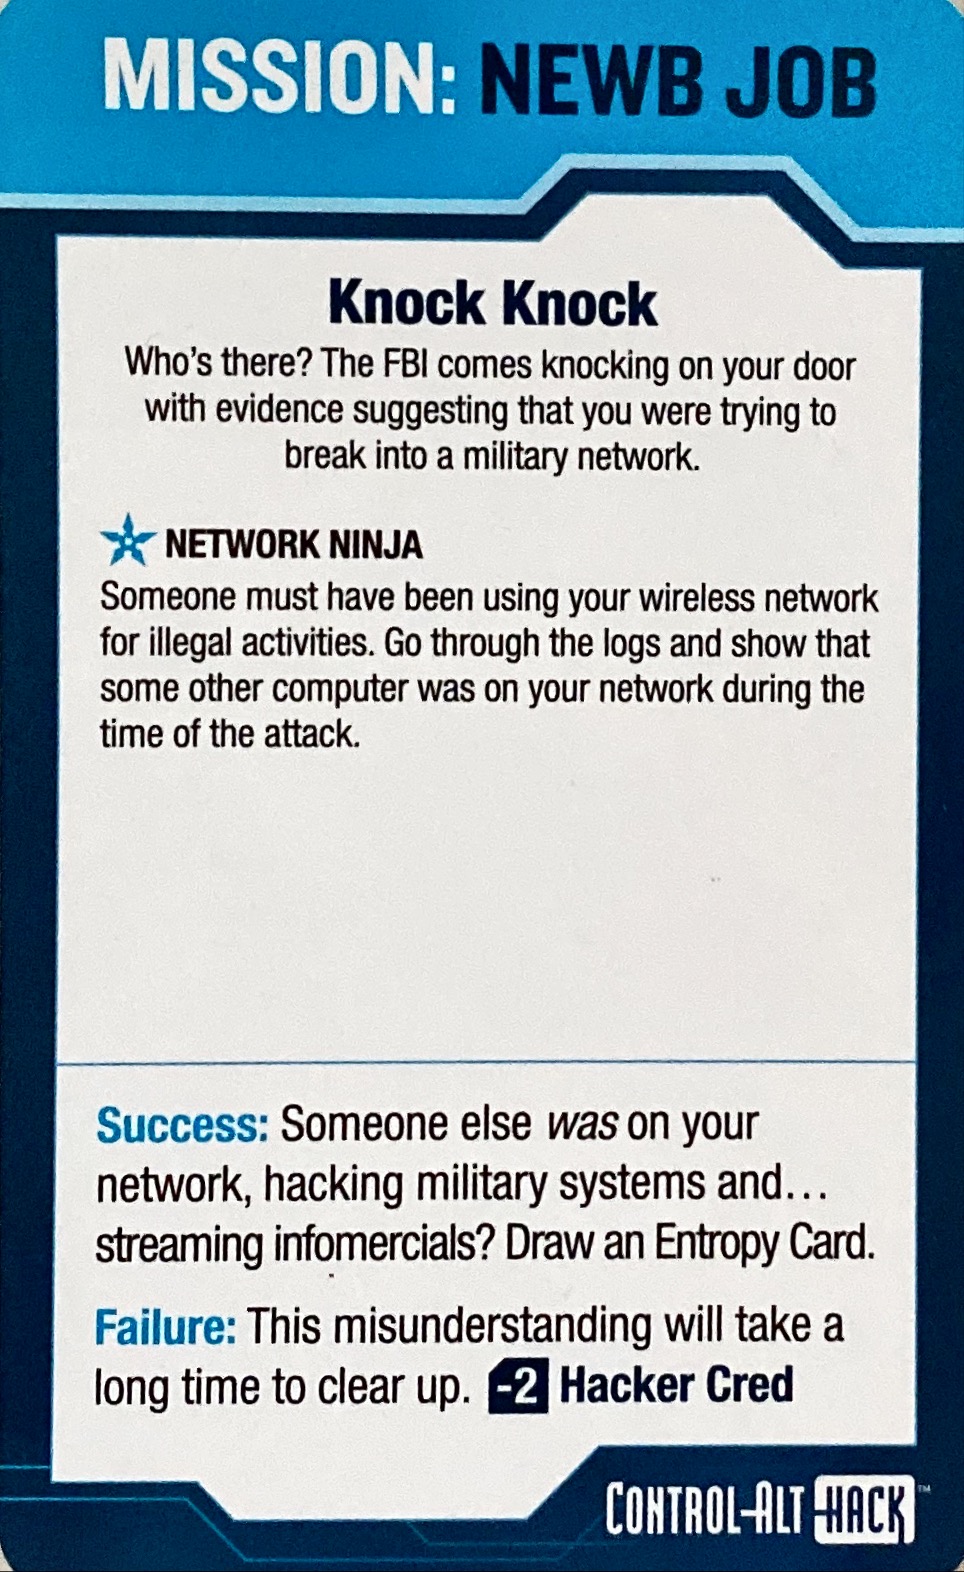 MISSION: NEWB JOB
Knock Knock
Who's there? The FBI comes knocking on your door
with evidence suggesting that you were trying to
break into a military network.
NETWORK NINJA
Someone must have been using your wireless network
for illegal activities. Go through the logs and show that
some other computer was on your network during the
time of the attack.
Success: Someone else was on your
network, hacking military systems and...
streaming infomercials? Draw an Entropy Card.
Failure: This misunderstanding will take a
long time to clear up. -2 Hacker Cred
CONTROL-ALT-HACK™